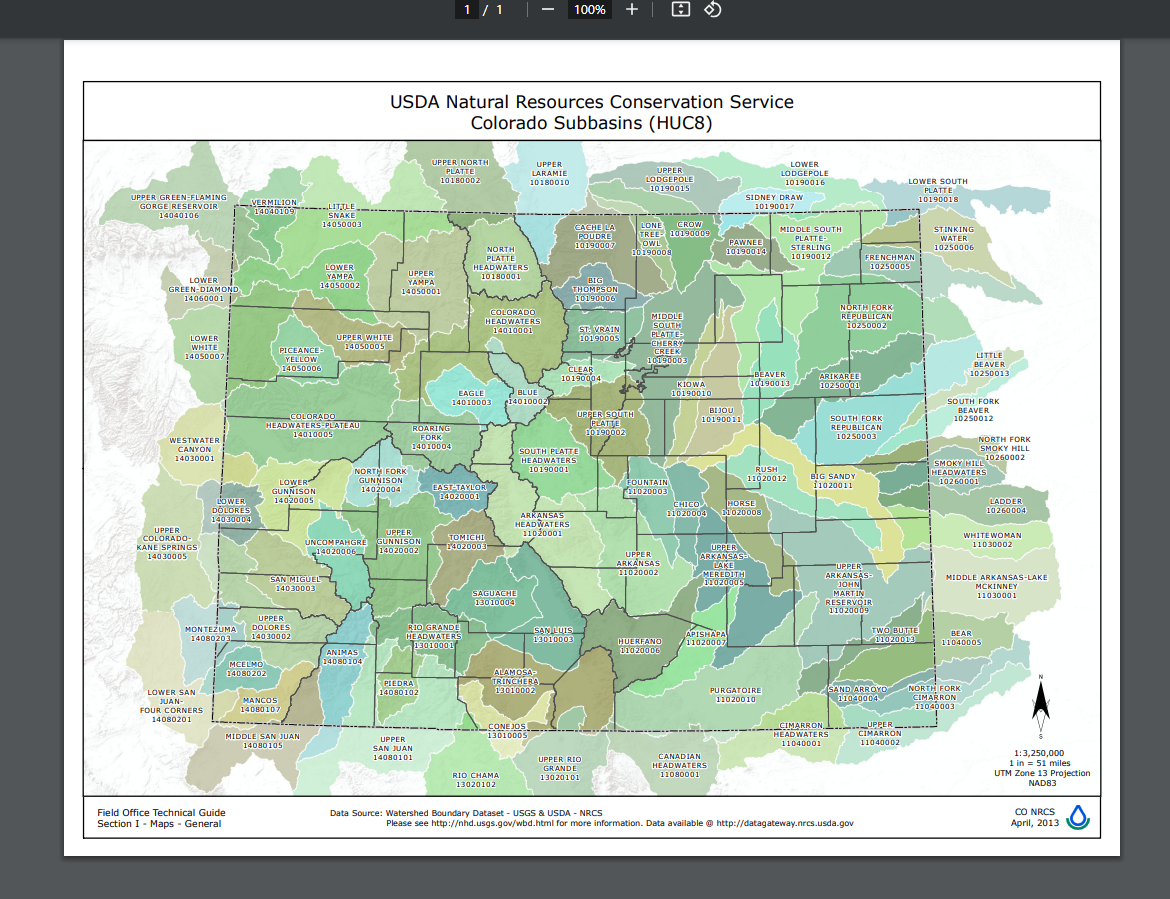 1 / 1
100%
USDA Natural Resources Conservation Service
Colorado Subbasins (HUC8)
UPPER NORTH
PLATTE
10180002
UPPER
LARAMIE
10180010
UPPER
LODGEPOLE
10190015
LOWER
LODGEPOLE
10190016
LOWER SOUTH
PLATTE
10190018
UPPER GREEN-FLAMING
GORGE RESERVOIR
14040106
VERMILION
14040109
LITTLE
SNAKE
14050003
SIDNEY DRAW
10190017
CACHE LA
POUDRE
10190007
LONE
TREE-
OWL
10190008
CROW
10190009
PAWNEE
10190014
MIDDLE SOUTH
PLATTE-
STERLING
10190012
STINKING
WATER
10250006
FRENCHMAN
10250005
NORTH
PLATTE
HEADWATERS
10180001
LOWER
GREEN-DIAMOND
14060001
LOWER
YAMPA
14050002
UPPER
YAMPA
14050001
BIG
THOMPSON
10190006
COLORADO
HEADWATERS
14010001
ST. VRAIN
10190005
MIDDLE
SOUTH
PLATTE-
CHERRY
CREEK
10190003
NORTH FORK
REPUBLICAN
10250002
LOWER
WHITE
14050007
PICEANCE-
YELLOW
14050006
UPPER WHITE
14050005
CLEAR
10190004
KIOWA
10190010
BEAVER
10190013
ARIKAREE
10250001
LITTLE
BEAVER
10250013
EAGLE
14010003
BLUE
14010002
UPPER SOUTH
PLATTE
10190002
BIJOU
10190011
SOUTH FORK
REPUBLICAN
10250003
SOUTH FORK
BEAVER
10250012
COLORADO
HEADWATERS-PLATEAU
14010005
ROARING
FORK
14010004
WESTWATER
CANYON
14030001
SOUTH PLATTE
HEADWATERS
10190001
NORTH FORK
SMOKY HILL
10260002
SMOKY HILL
HEADWATERS
10260001
NORTH FORK
GUNNISON
14020004
LOWER
GUNNISON
14020005
EAST-TAYLOR
14020001
FOUNTAIN
11020003
RUSH
11020012
BIG SANDY
11020011
LOWER
DOLORES
14030004
CHICO
11020004
HORSE
11020008
LADDER
10260004
ARKANSAS
HEADWATERS
11020001
UPPER
COLORADO-
KANE SPRINGS
14030005
UNCOMPAHGRE
14020006
UPPER
GUNNISON
14020002
TOMICHI
14020003
WHITEWOMAN
11030002
UPPER
ARKANSAS
11020002
UPPER
ARKANSAS-
LAKE
MEREDITH
11020005
UPPER
ARKANSAS-
JOHN
MARTIN
RESERVOIR
11020009
SAN MIGUEL
14030003
SAGUACHE
13010004
MIDDLE ARKANSAS-LAKE
MCKINNEY
11030001
MONTEZUMA
14080203
UPPER
DOLORES
14030002
RIO GRANDE
HEADWATERS
13010001
SAN LUIS
13010003
HUERFANO
11020006
APISHAPA
11020007
TWO BUTTE
11020013
BEAR
11040005
ANIMAS
14080104
MCELMO
14080202
ALAMOSA-
TRINCHERA
13010002
PIEDRA
14080102
PURGATOIRE
11020010
SAND ARROYO
11040004
NORTH FORK
CIMARRON
11040003
LOWER SAN
JUAN-
FOUR CORNERS
14080201
MANCOS
14080107
CONEJOS
13010005
CIMARRON
HEADWATERS
11040001
UPPER
CIMARRON
11040002
MIDDLE SAN JUAN
14080105
UPPER
SAN JUAN
14080101
RIO CHAMA
13020102
UPPER RIO
GRANDE
13020101
CANADIAN
HEADWATERS
11080001
N
S
1:3,250,000
1 in = 51 miles
UTM Zone 13 Projection
NAD83
Field Office Technical Guide
Section I - Maps - General
Data Source: Watershed Boundary Dataset - USGS & USDA - NRCS
Please see http://nhd.usgs.gov/wbd.html for more information. Data available @ http://datagateway.nrcs.usda.gov
CO NRCS
April, 2013